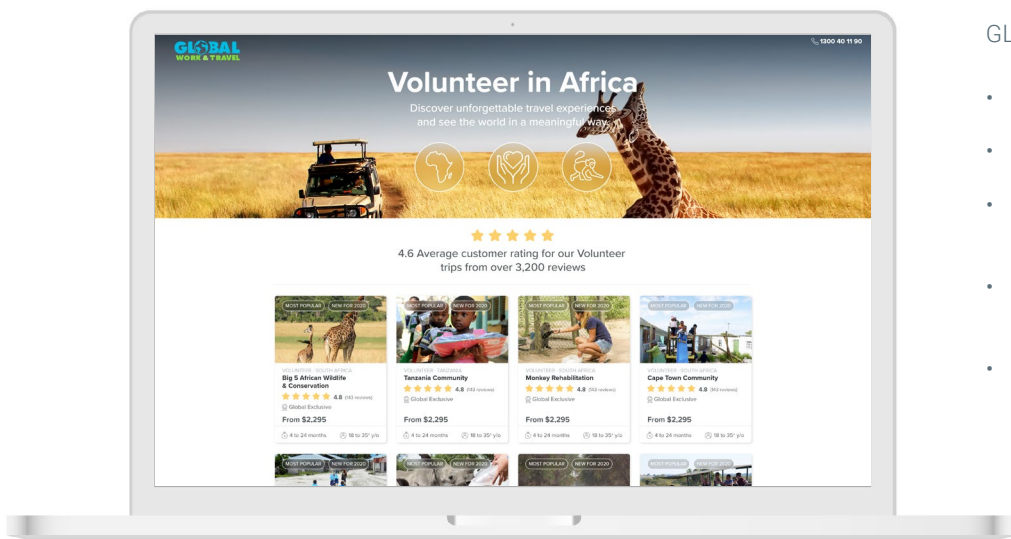 GLOBAL
WORK & TRAVEL
1300 40 11 90
Volunteer in Africa
Discover unforgettable travel experiences
and see the world in a meaningful way.
4.6 Average customer rating for our Volunteer
trips from over 3,200 reviews
MOST POPULAR NEW FOR 2020
VOLUNTEER · SOUTH AFRICA
Big 5 African Wildlife
& Conservation
4.8 (143 reviews)
Global Exclusive
From $2,295
4 to 24 months 18 to 35* y/o
MOST POPULAR NEW FOR 2020
VOLUNTEER · TANZANIA
Tanzania Community
4.8 (143 reviews)
Global Exclusive
From $2,295
4 to 24 months 18 to 35* y/o
MOST POPULAR NEW FOR 2020
VOLUNTEER · SOUTH AFRICA
Monkey Rehabilitation
4.8 (143 reviews)
Global Exclusive
From $2,295
4 to 24 months 18 to 35* y/o
MOST POPULAR NEW FOR 2020
VOLUNTEER · SOUTH AFRICA
Cape Town Community
4.8 (143 reviews)
Global Exclusive
From $2,295
4 to 24 months 18 to 35* y/o
MOST POPULAR NEW FOR 2020
MOST POPULAR NEW FOR 2020
MOST POPULAR NEW FOR 2020
MOST POPULAR NEW FOR 2020
GL